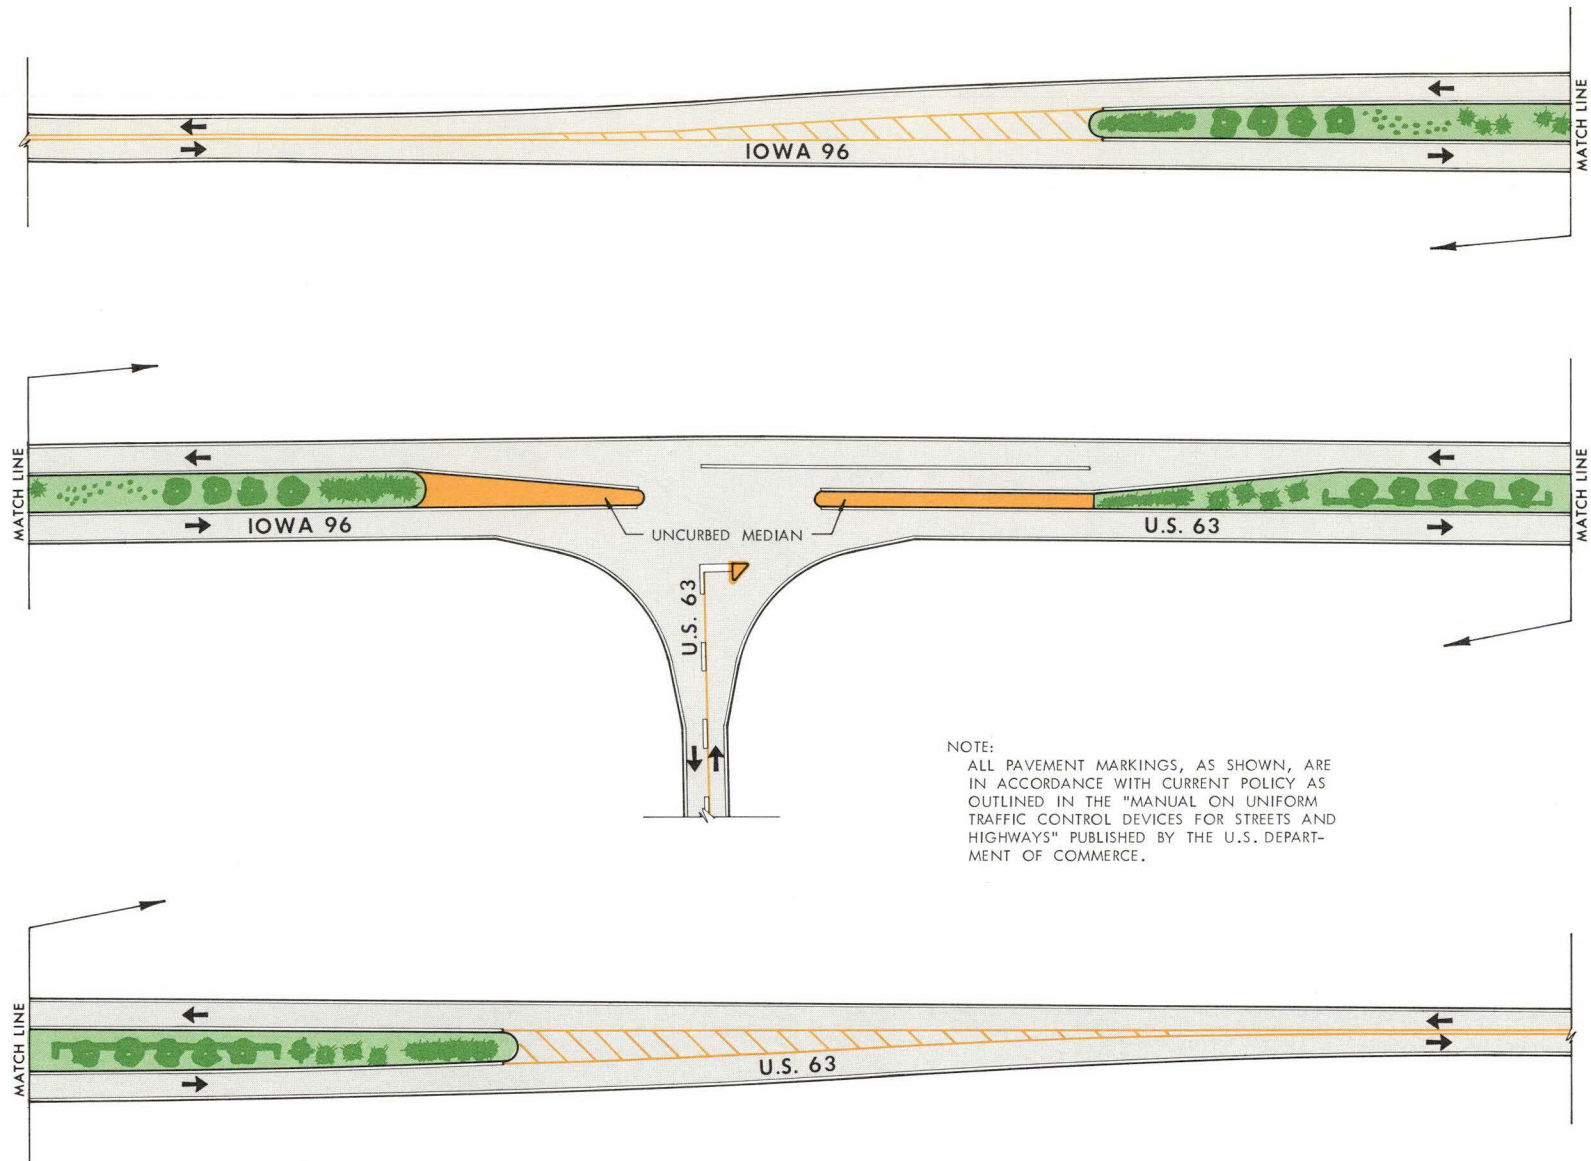 IOWA 96
MATCH LINE
MATCH LINE
IOWA 96
UNCURBED MEDIAN
U.S. 63
MATCH LINE
U.S. 63
NOTE:
ALL PAVEMENT MARKINGS, AS SHOWN, ARE
IN ACCORDANCE WITH CURRENT POLICY AS
OUTLINED IN THE "MANUAL ON UNIFORM
TRAFFIC CONTROL DEVICES FOR STREETS AND
HIGHWAYS" PUBLISHED BY THE U.S. DEPART-
MENT OF COMMERCE.
MATCH LINE
U.S. 63